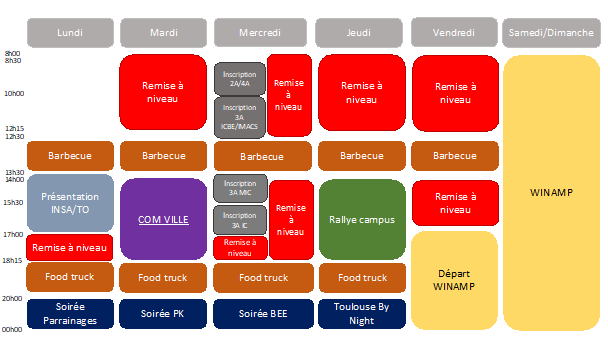 Lundi
Mardi
Mercredi
Jeudi
Vendredi
Samedi/Dimanche
8h00
8h30
10h00
12h15
12h30
13h30
14h00
15h30
17h00
18h15
20h00
00h00
Remise à
niveau
Inscription
2A/4A
Inscription
3A
ICBE/IMACS
Remise
à
niveau
Remise à
niveau
Remise à
niveau
Barbecue
Barbecue
Barbecue
Barbecue
Barbecue
Présentation
INSA/TO
Remise à niveau
COM VILLE
Inscription
3A MIC
Inscription
3A IC
Remise à
niveau
Remise
à
niveau
Rallye campus
Remise à
niveau
Départ
WINAMP
WINAMP
Food truck
Food truck
Food truck
Food truck
Soirée
Parrainages
Soirée PK
Soirée BEE
Toulouse By
Night